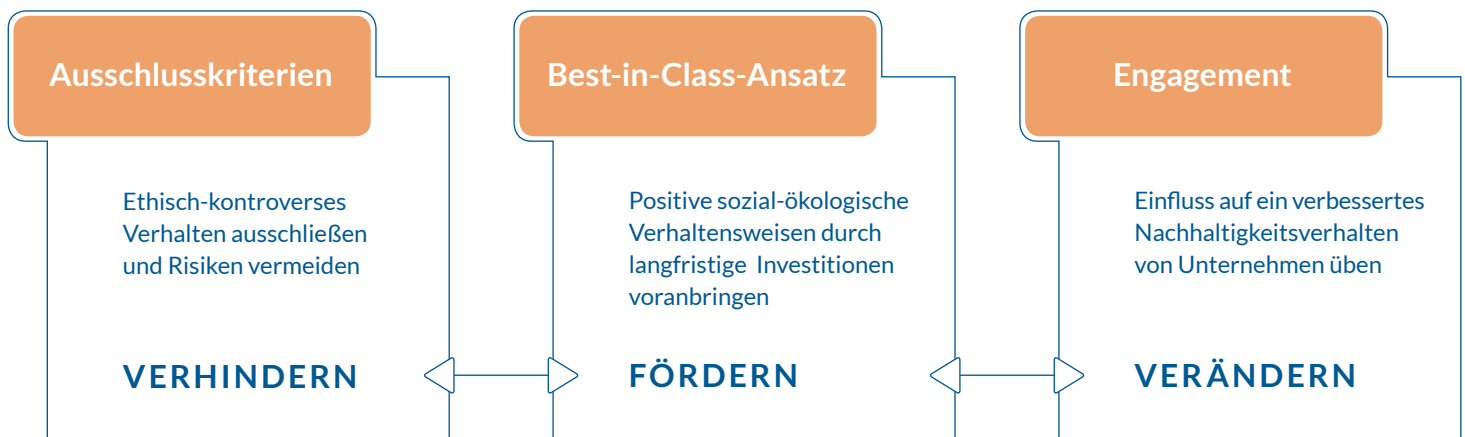 Ausschlusskriterien
Ethisch-kontroverses
Verhalten ausschließen
und Risiken vermeiden
VERHINDERN
Best-in-Class-Ansatz
Positive sozial-ökologische
Verhaltensweisen durch
langfristige Investitionen
voranbringen
FÖRDERN
Engagement
Einfluss auf ein verbessertes
Nachhaltigkeitsverhalten
von Unternehmen üben
VERÄNDERN